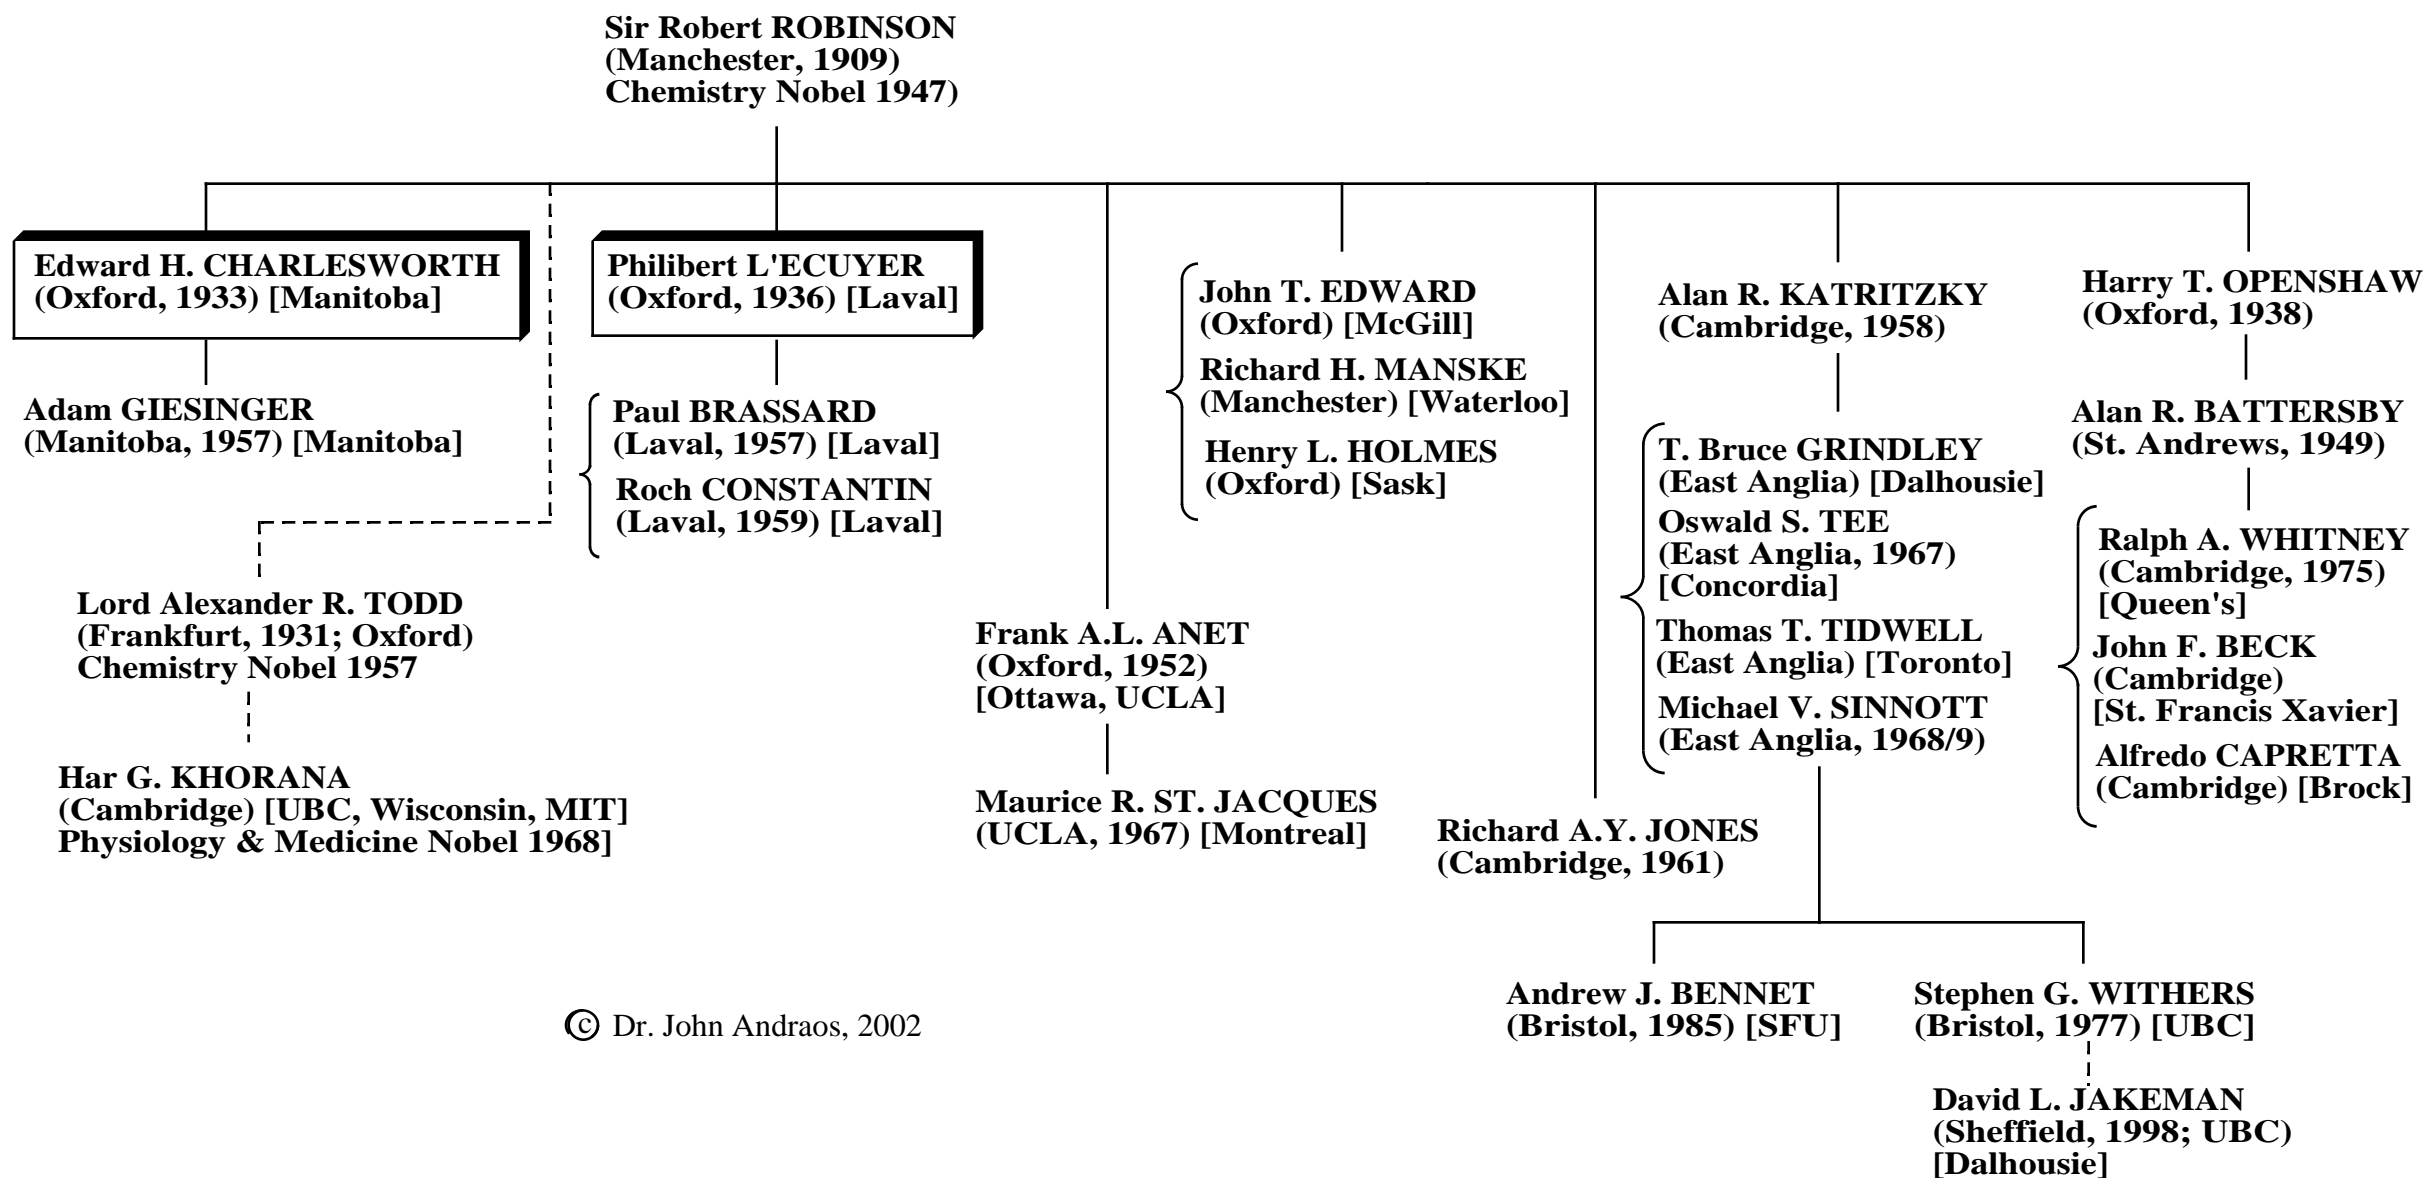 Sir Robert ROBINSON
(Manchester, 1909)
Chemistry Nobel 1947)
Edward H. CHARLESWORTH
(Oxford, 1933) [Manitoba]
Adam GIESINGER
(Manitoba, 1957) [Manitoba]
Lord Alexander R. TODD
(Frankfurt, 1931; Oxford)
Chemistry Nobel 1957
Har G. KHORANA
(Cambridge) [UBC, Wisconsin, MIT]
Physiology & Medicine Nobel 1968]
Philibert L'ECUYER
(Oxford, 1936) [Laval]
Paul BRASSARD
(Laval, 1957) [Laval]
Roch CONSTANTIN
(Laval, 1959) [Laval]
Frank A.L. ANET
(Oxford, 1952)
[Ottawa, UCLA]
Maurice R. ST. JACQUES
(UCLA, 1967) [Montreal]
John T. EDWARD
(Oxford) [McGill]
Richard H. MANSKE
(Manchester) [Waterloo]
Henry L. HOLMES
(Oxford) [Sask]
Richard A.Y. JONES
(Cambridge, 1961)
Alan R. KATRITZKY
(Cambridge, 1958)
T. Bruce GRINDLEY
(East Anglia) [Dalhousie]
Oswald S. TEE
(East Anglia, 1967)
[Concordia]
Thomas T. TIDWELL
(East Anglia) [Toronto]
Michael V. SINNOTT
(East Anglia, 1968/9)
Andrew J. BENNET
(Bristol, 1985) [SFU]
Stephen G. WITHERS
(Bristol, 1977) [UBC]
David L. JAKEMAN
(Sheffield, 1998; UBC)
[Dalhousie]
Harry T. OPENSHAW
(Oxford, 1938)
Alan R. BATTERSBY
(St. Andrews, 1949)
Ralph A. WHITNEY
(Cambridge, 1975)
[Queen's]
John F. BECK
(Cambridge)
[St. Francis Xavier]
Alfredo CAPRETTA
(Cambridge) [Brock]
© Dr. John Andraos, 2002